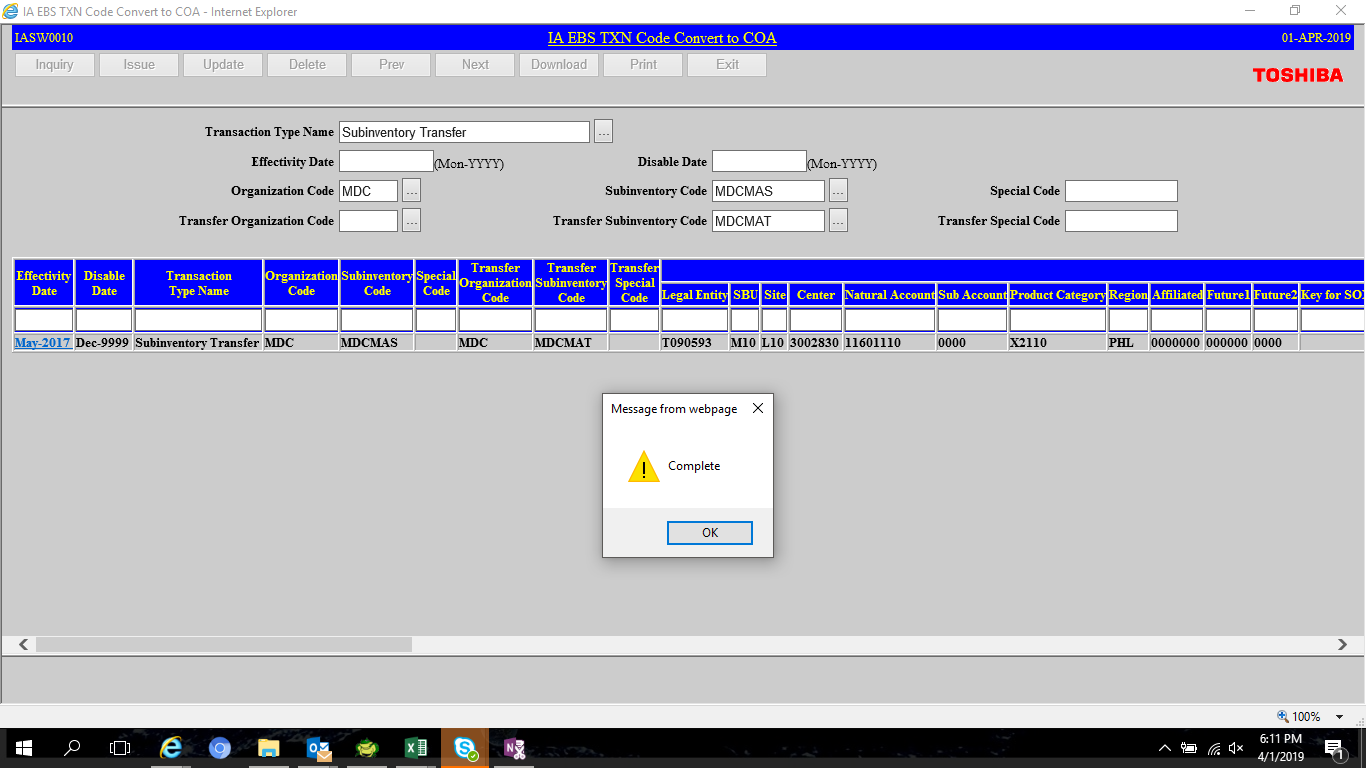 IA EBS TXN Code Convert to COA - Internet Explorer
IASW0010 IA EBS TXN Code Convert to COA 01-APR-2019
Inquiry Issue Update Delete Prev Next Download Print Exit
TOSHIBA
Transaction Type Name Subinventory Transfer ...
Effectivity Date (Mon-YYYY) Disable Date (Mon-YYYY)
Organization Code MDC ... Subinventory Code MDCMAS ... Special Code
Transfer Organization Code ... Transfer Subinventory Code MDCMAT ... Transfer Special Code
Effectivity Date Disable Date Transaction Type Name Organization Code Subinventory Code Special Code Transfer Organization Code Transfer Subinventory Code Transfer Special Code
Legal Entity SBU Site Center Natural Account Sub Account Product Category Region Affiliated Future1 Future2 Key for SO
May-2017 Dec-9999 Subinventory Transfer MDC MDCMAS MDC MDCMAT T090593 M10 L10 3002830 11601110 0000 X2110 PHL 0000000 000000 0000
Message from webpage
Complete
OK
100%
6:11 PM
4/1/2019
1